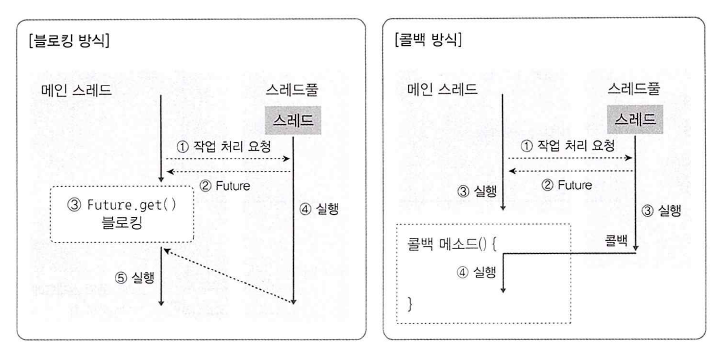 [블로킹 방식]
메인 스레드
스레드풀
스레드
① 작업 처리 요청
② Future
③ Future.get()
블로킹
④ 실행
⑤ 실행
[콜백 방식]
메인 스레드
스레드풀
스레드
① 작업 처리 요청
② Future
③ 실행
③ 실행
콜백 메소드() {
콜백
④ 실행
}